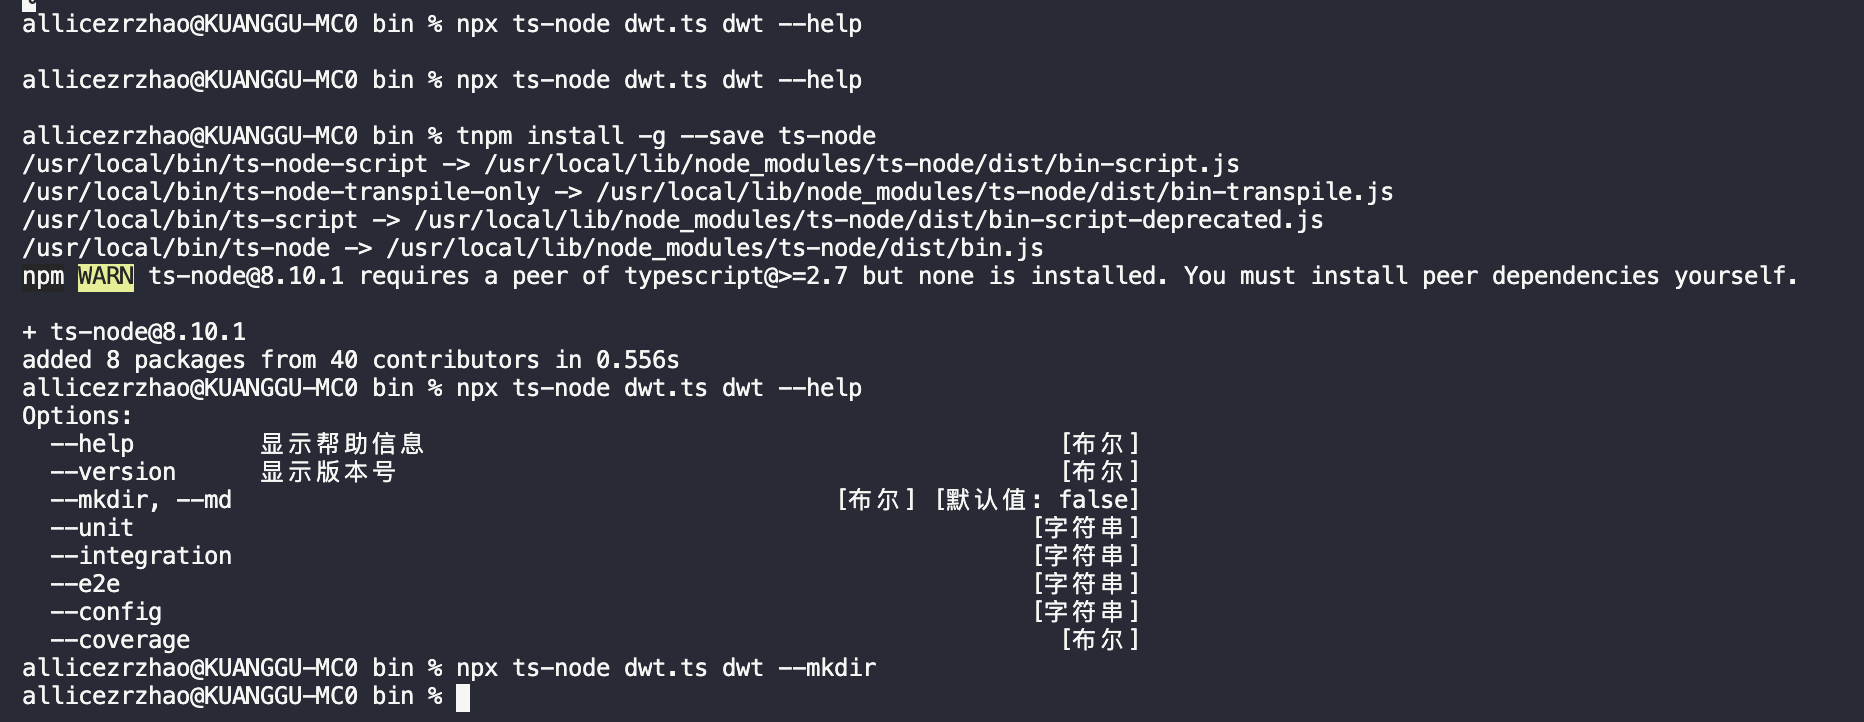 allicezrzhao@KUANGGU-MC0 bin % npx ts-node dwt.ts dwt --help
allicezrzhao@KUANGGU-MC0 bin % npx ts-node dwt.ts dwt --help
allicezrzhao@KUANGGU-MC0 bin % tnpm install -g --save ts-node
/usr/local/bin/ts-node-script -> /usr/local/lib/node_modules/ts-node/dist/bin-script.js
/usr/local/bin/ts-node-transpile-only -> /usr/local/lib/node_modules/ts-node/dist/bin-transpile.js
/usr/local/bin/ts-script -> /usr/local/lib/node_modules/ts-node/dist/bin-script-deprecated.js
/usr/local/bin/ts-node -> /usr/local/lib/node_modules/ts-node/dist/bin.js
npm WARN ts-node@8.10.1 requires a peer of typescript@>=2.7 but none is installed. You must install peer dependencies yourself.
+ ts-node@8.10.1
added 8 packages from 40 contributors in 0.556s
allicezrzhao@KUANGGU-MC0 bin % npx ts-node dwt.ts dwt --help
Options:
  --help         显示帮助信息                                              [布尔]
  --version      显示版本号                                                [布尔]
  --mkdir, --md                                           [布尔] [默认值: false]
  --unit                                                                [字符串]
  --integration                                                         [字符串]
  --e2e                                                                 [字符串]
  --config                                                              [字符串]
  --coverage                                                              [布尔]
allicezrzhao@KUANGGU-MC0 bin % npx ts-node dwt.ts dwt --mkdir
allicezrzhao@KUANGGU-MC0 bin %